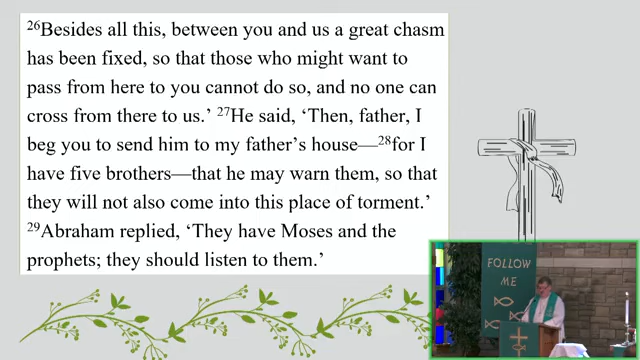 26Besides all this, between you and us a great chasm
has been fixed, so that those who might want to
pass from here to you cannot do so, and no one can
cross from there to us.’ 27He said, ‘Then, father, I
beg you to send him to my father’s house—28for I
have five brothers—that he may warn them, so that
they will not also come into this place of torment.’
29Abraham replied, ‘They have Moses and the
prophets; they should listen to them.’
FOLLOW
ME